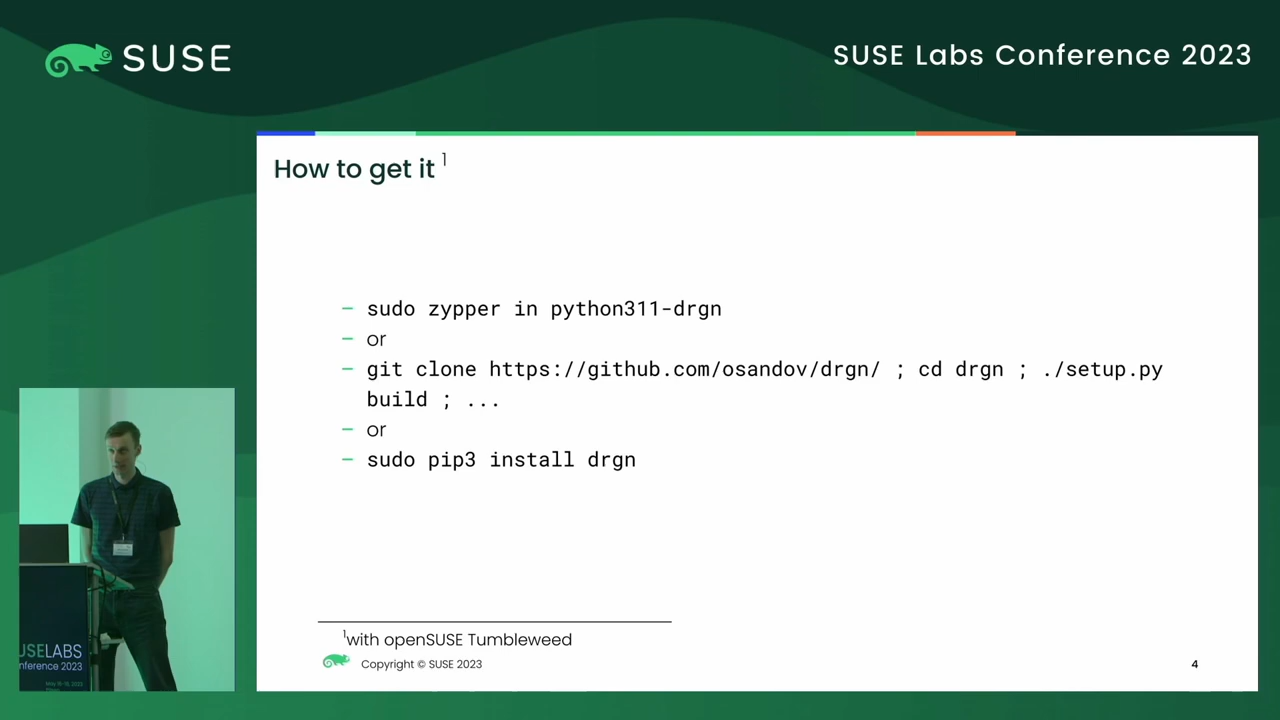 SUSE
SUSE Labs Conference 2023
How to get it 1
– sudo zypper in python311-drgn
– or
– git clone https://github.com/osandov/drgn/ ; cd drgn ; ./setup.py
build ; ...
– or
– sudo pip3 install drgn
1with openSUSE Tumbleweed
Copyright © SUSE 2023
4
USELABS
nference 2023